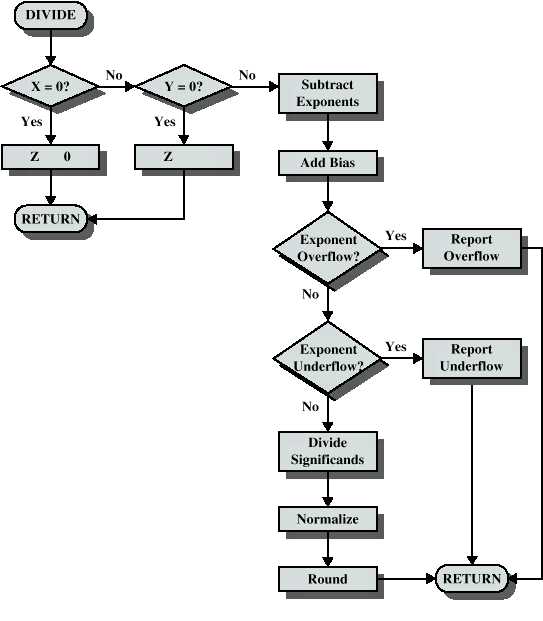 DIVIDE
X = 0?
No
Y = 0?
No
Subtract
Exponents
Yes
Yes
Z 0
Z
Add Bias
RETURN
Exponent
Overflow?
Yes
Report
Overflow
No
Exponent
Underflow?
Yes
Report
Underflow
No
Divide
Significands
Normalize
Round
RETURN